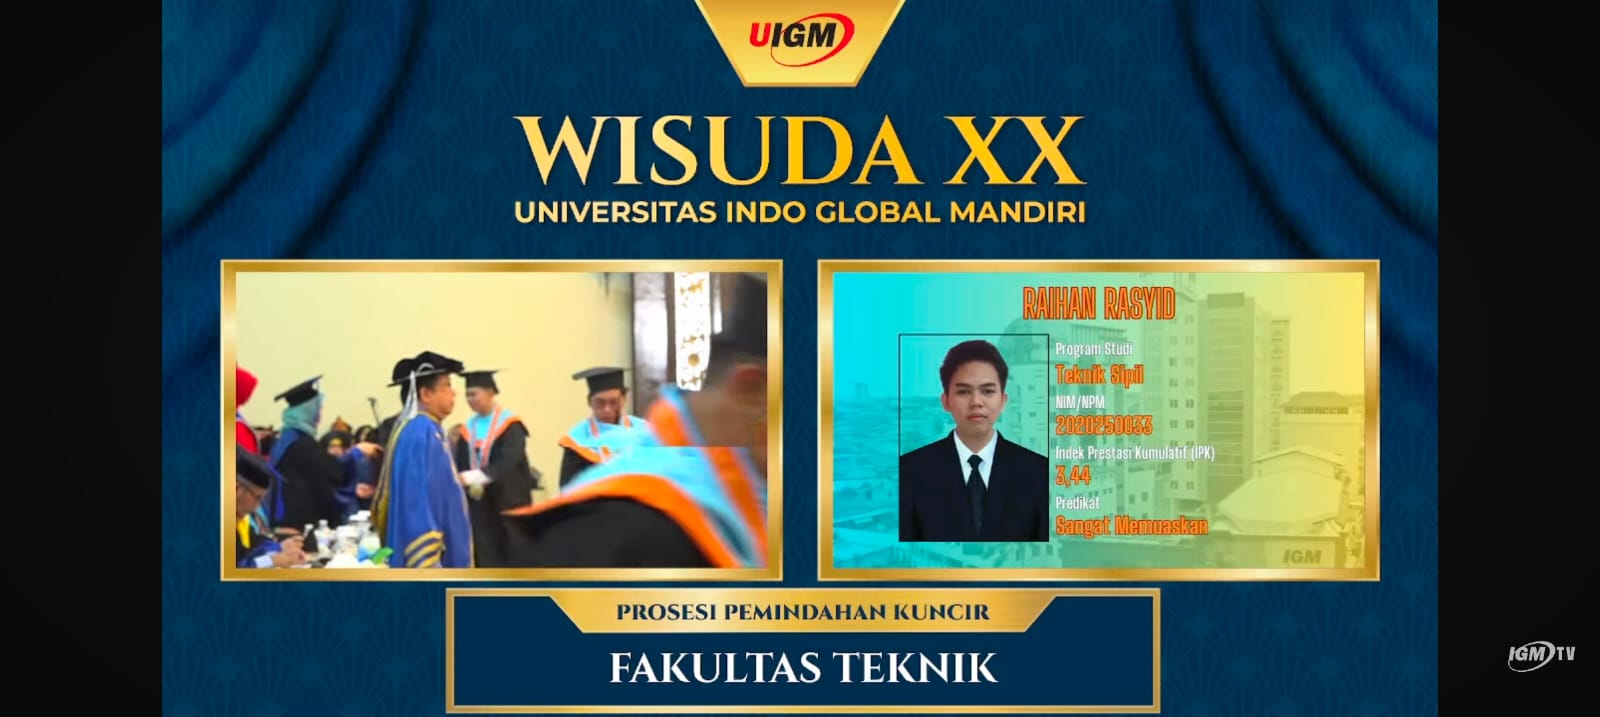 UIGM
WISUDA XX
UNIVERSITAS INDO GLOBAL MANDIRI
RAIHAN RASYID
Program Studi
Teknik Sipil
NIM/NPM
2020250033
Indek Prestasi Kumulatif (IPK)
3,44
Predikat
Sangat Memuaskan
IGM
PROSESI PEMINDAHAN KUNCIR
FAKULTAS TEKNIK
IGM TV